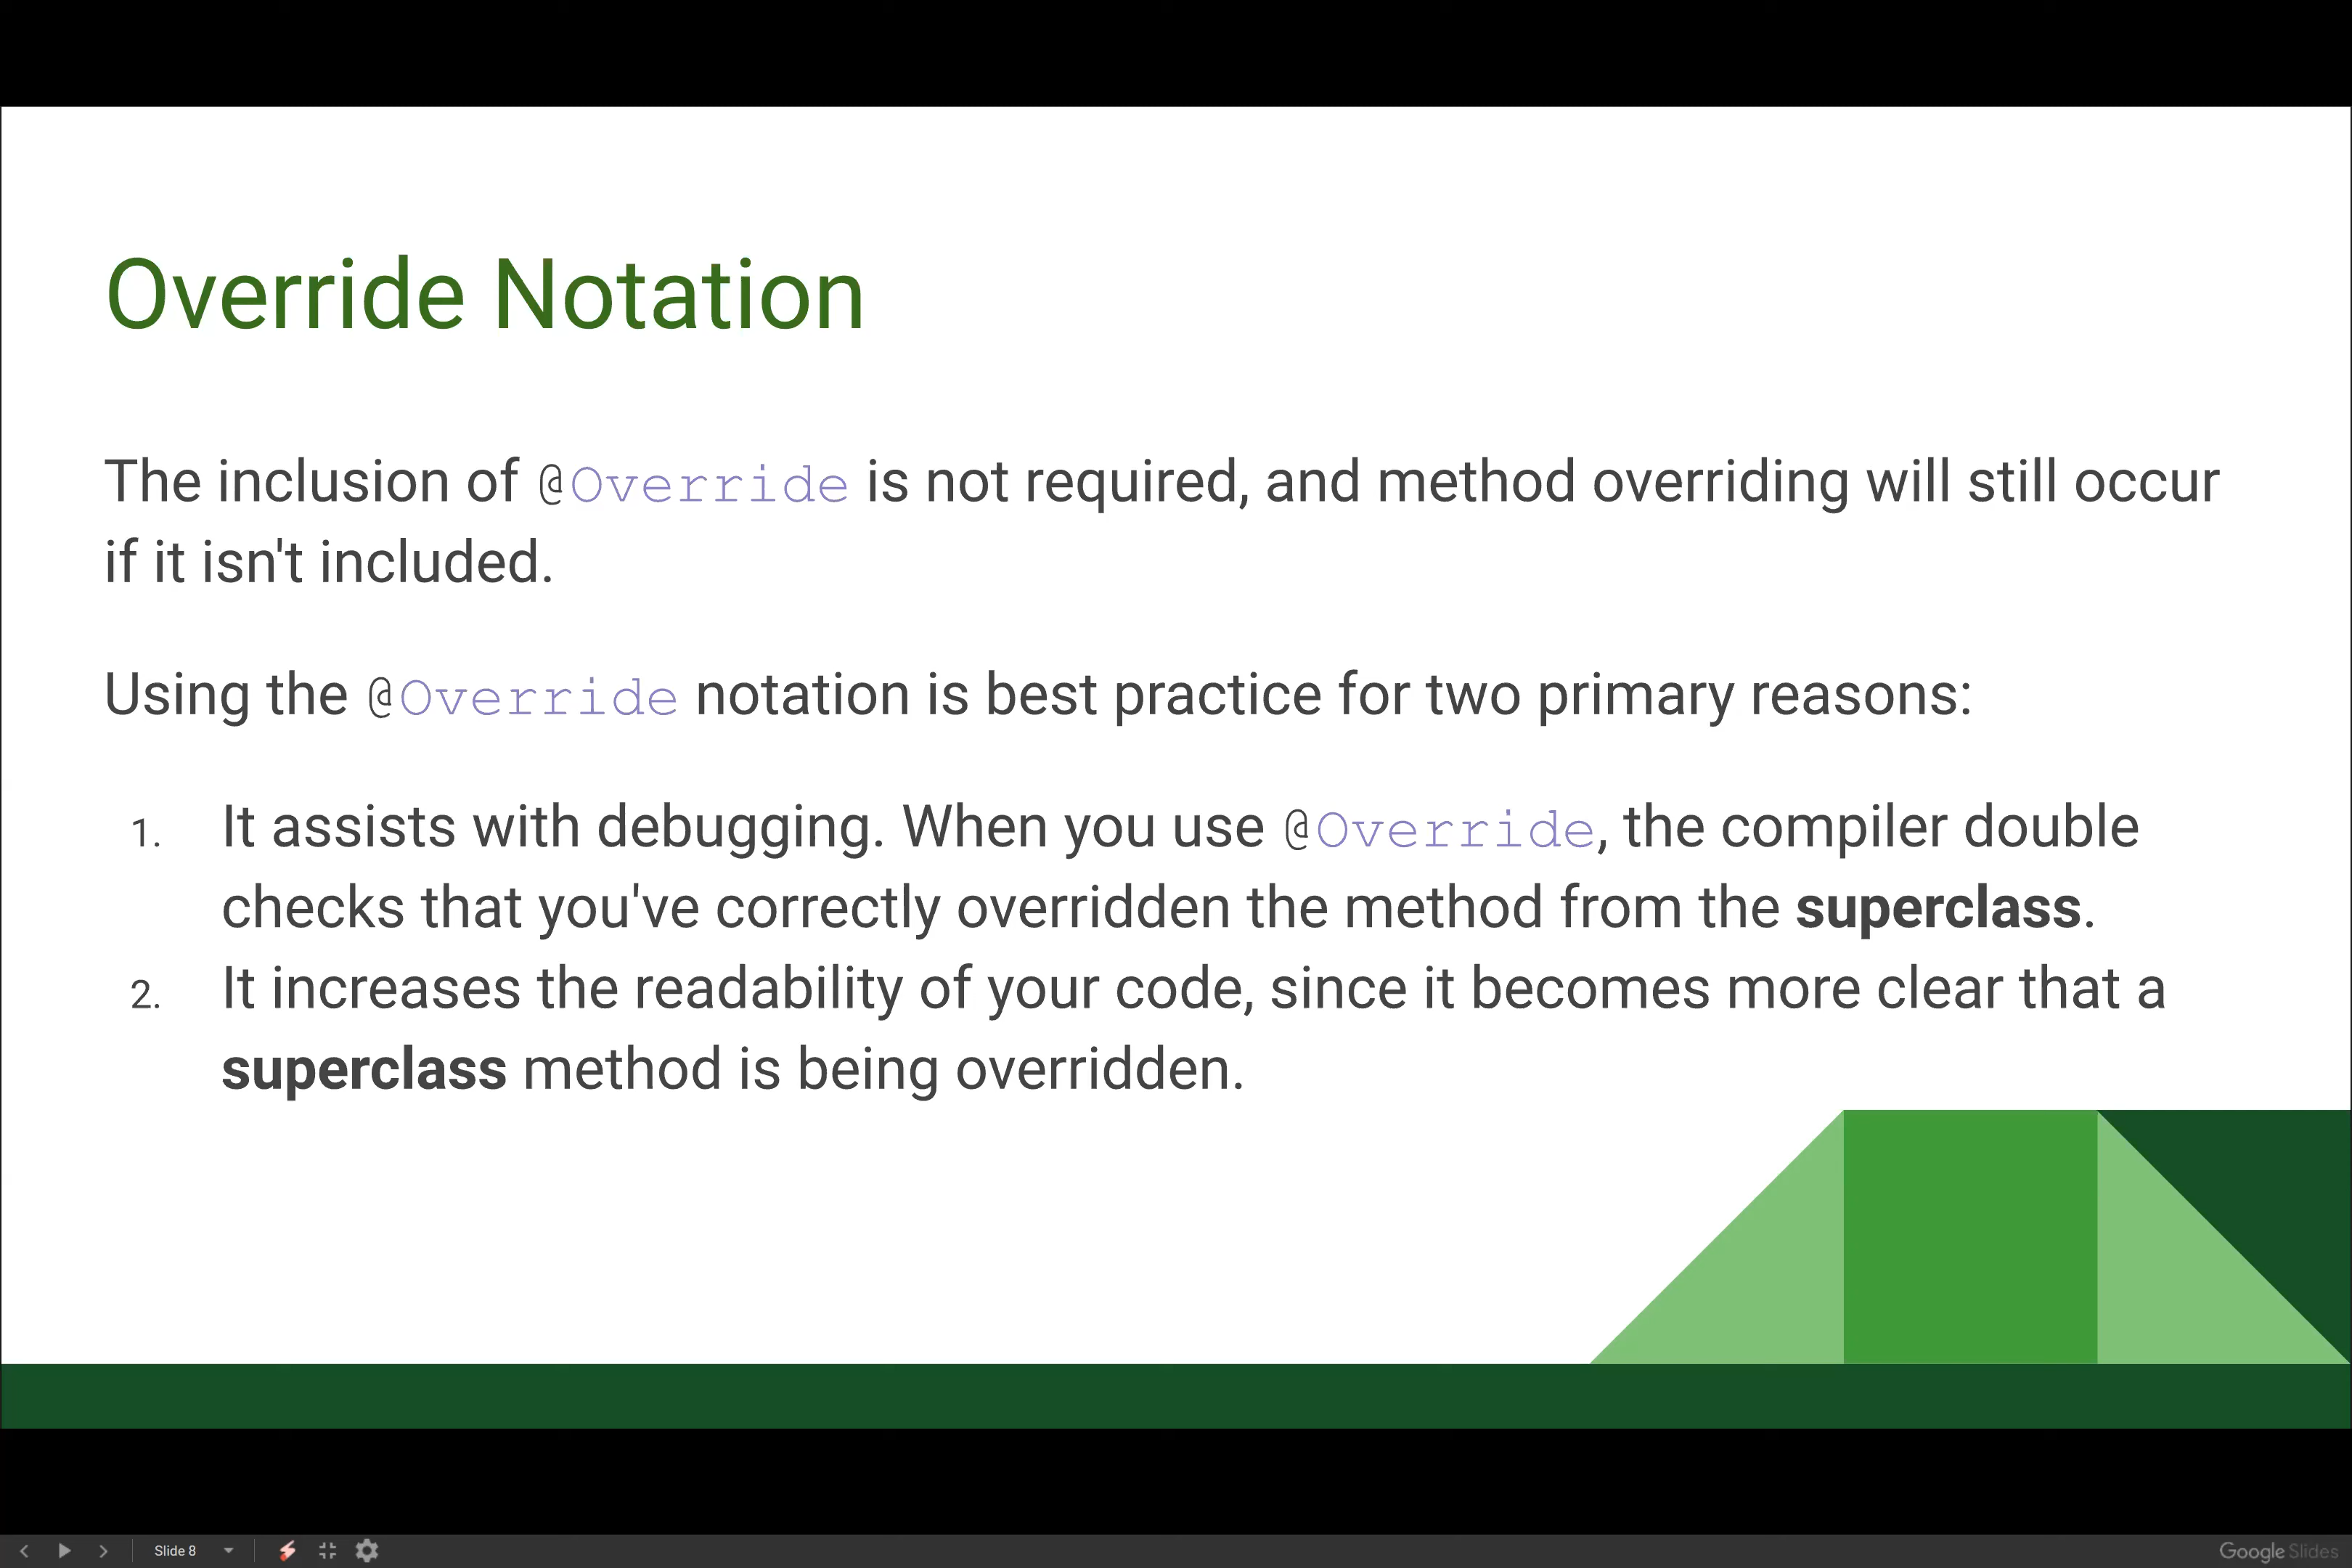 Override Notation
The inclusion of @Override is not required, and method overriding will still occur
if it isn't included.
Using the @Override notation is best practice for two primary reasons:
1. It assists with debugging. When you use @Override, the compiler double
checks that you've correctly overridden the method from the superclass.
2. It increases the readability of your code, since it becomes more clear that a
superclass method is being overridden.
Slide 8
Google Slides